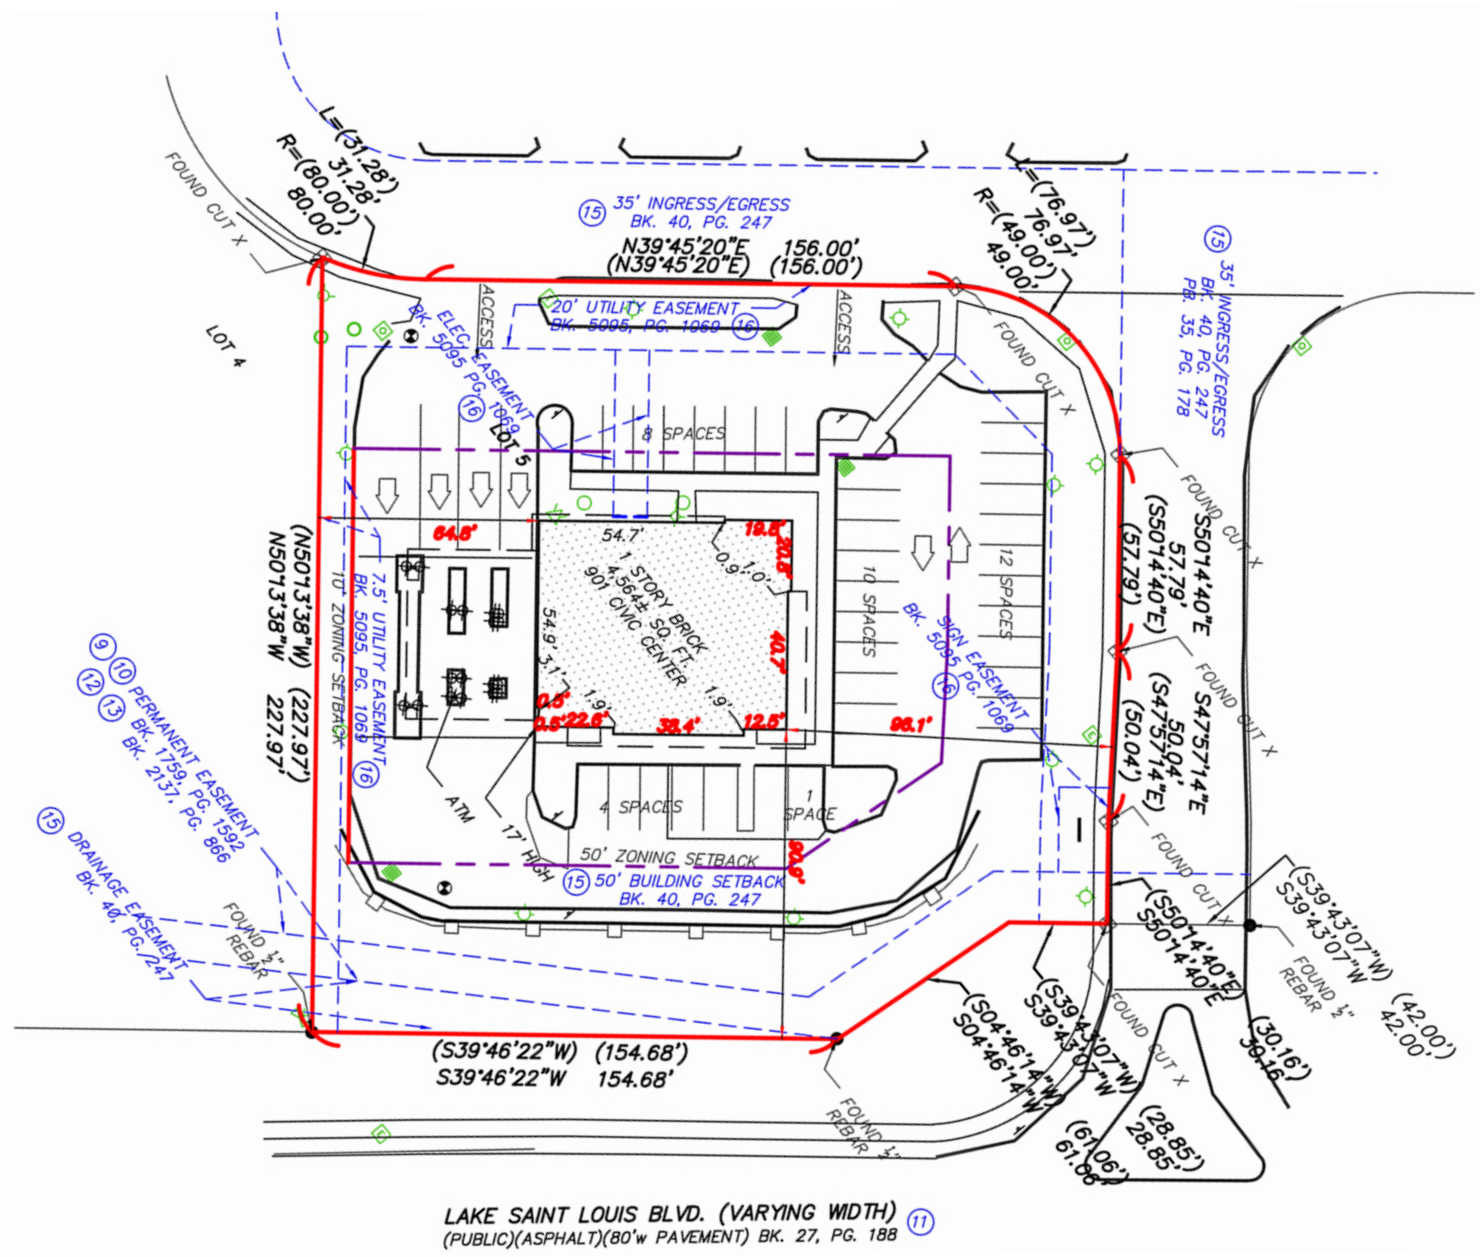 L=(31.28')
31.28'
R=(80.00')
80.00'
FOUND CUT X
15 35' INGRESS/EGRESS
BK. 40, PG. 247
N39°45'20"E 156.00'
(N39°45'20"E) (156.00')
L=(76.97')
76.97'
R=(49.00')
49.00'
15 35' INGRESS/EGRESS
BK. 40, PG. 247
PB. 35, PG. 178
LOT 4
ACCESS
20' UTILITY EASEMENT
BK. 5095, PG. 1069 16
ACCESS
ELEC. EASEMENT
BK. 5095 PG. 1069
16
LOT 5
FOUND CUT X
8 SPACES
FOUND CUT X
S50°14'40"E
57.79'
(S50°14'40"E)
(57.79')
(N50°13'38"W) (227.97')
N50°13'38"W 227.97'
10' ZONING SETBACK
7.5' UTILITY EASEMENT
BK. 5095, PG. 1069 16
64.8'
54.7'
19.8'
20.8'
0.9'
1.0'
1 STORY BRICK
4,564± SQ. FT.
901 CIVIC CENTER
54.9'
3.1'
40.7'
0.5'
0.5'
22.6'
1.9'
38.4'
1.9'
12.5'
98.1'
10 SPACES
12 SPACES
SIGN EASEMENT
BK. 5095 PG. 1069
16
FOUND CUT X
S47°57'14"E
50.04'
(S47°57'14"E)
(50.04')
9 10 PERMANENT EASEMENT
12 13 BK. 1759, PG. 1592
BK. 2137, PG. 866
15 DRAINAGE EASEMENT
BK. 40, PG. 247
ATM
17' HIGH
4 SPACES
1
SPACE
90.9'
50' ZONING SETBACK
15 50' BUILDING SETBACK
BK. 40, PG. 247
FOUND CUT X
FOUND ½"
REBAR
(S50°14'40"E)
S50°14'40"E
(S39°43'07"W) (42.00')
S39°43'07"W 42.00'
FOUND ½"
REBAR
(S39°43'07"W)
S39°43'07"W
(S04°46'14"W)
S04°46'14"W
FOUND CUT X
(30.16')
30.16'
(28.85')
28.85'
(61.06')
61.06'
(S39°46'22"W) (154.68')
S39°46'22"W 154.68'
FOUND ½"
REBAR
LAKE SAINT LOUIS BLVD. (VARYING WIDTH) 11
(PUBLIC)(ASPHALT)(80'w PAVEMENT) BK. 27, PG. 188